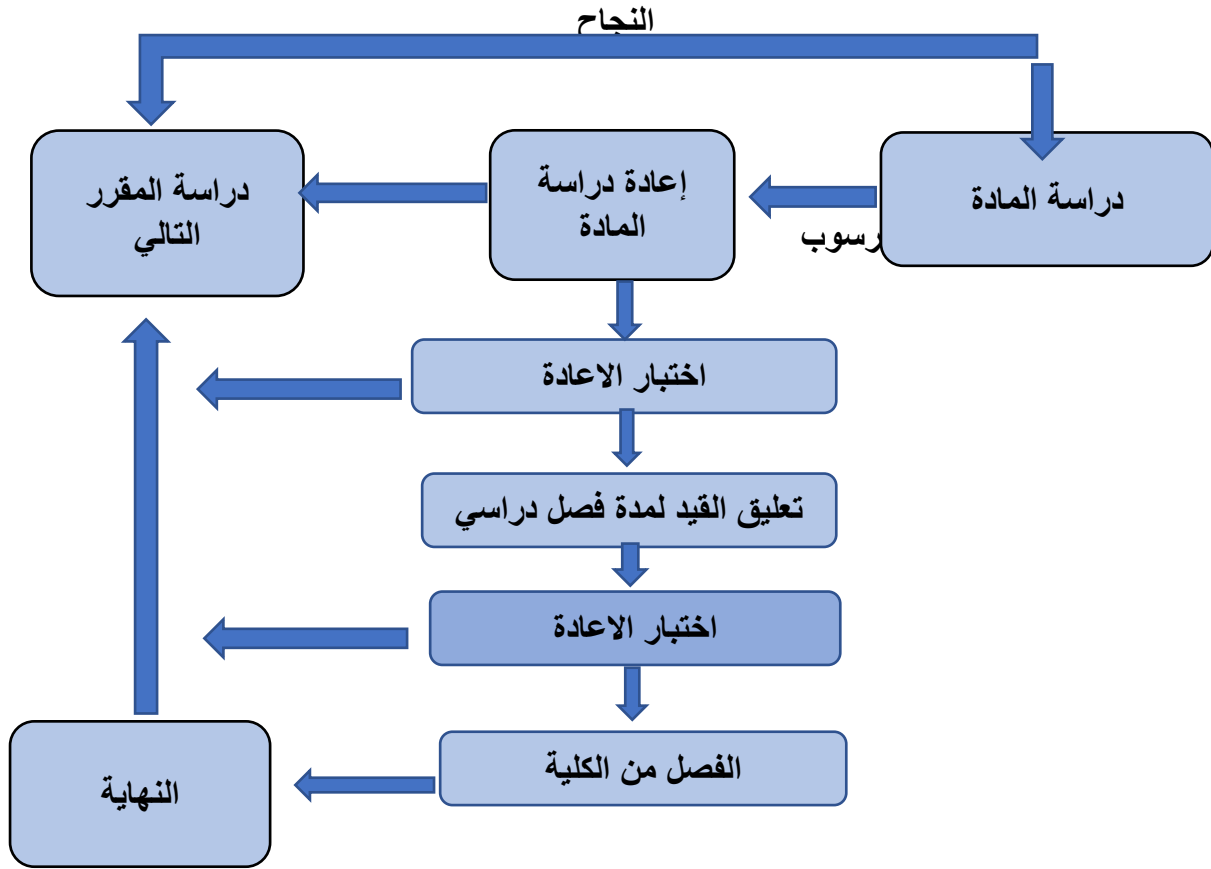 النجاح
دراسة المادة
رسوب
إعادة دراسة
المادة
دراسة المقرر
التالي
اختبار الاعادة
تعليق القيد لمدة فصل دراسي
اختبار الاعادة
الفصل من الكلية
النهاية